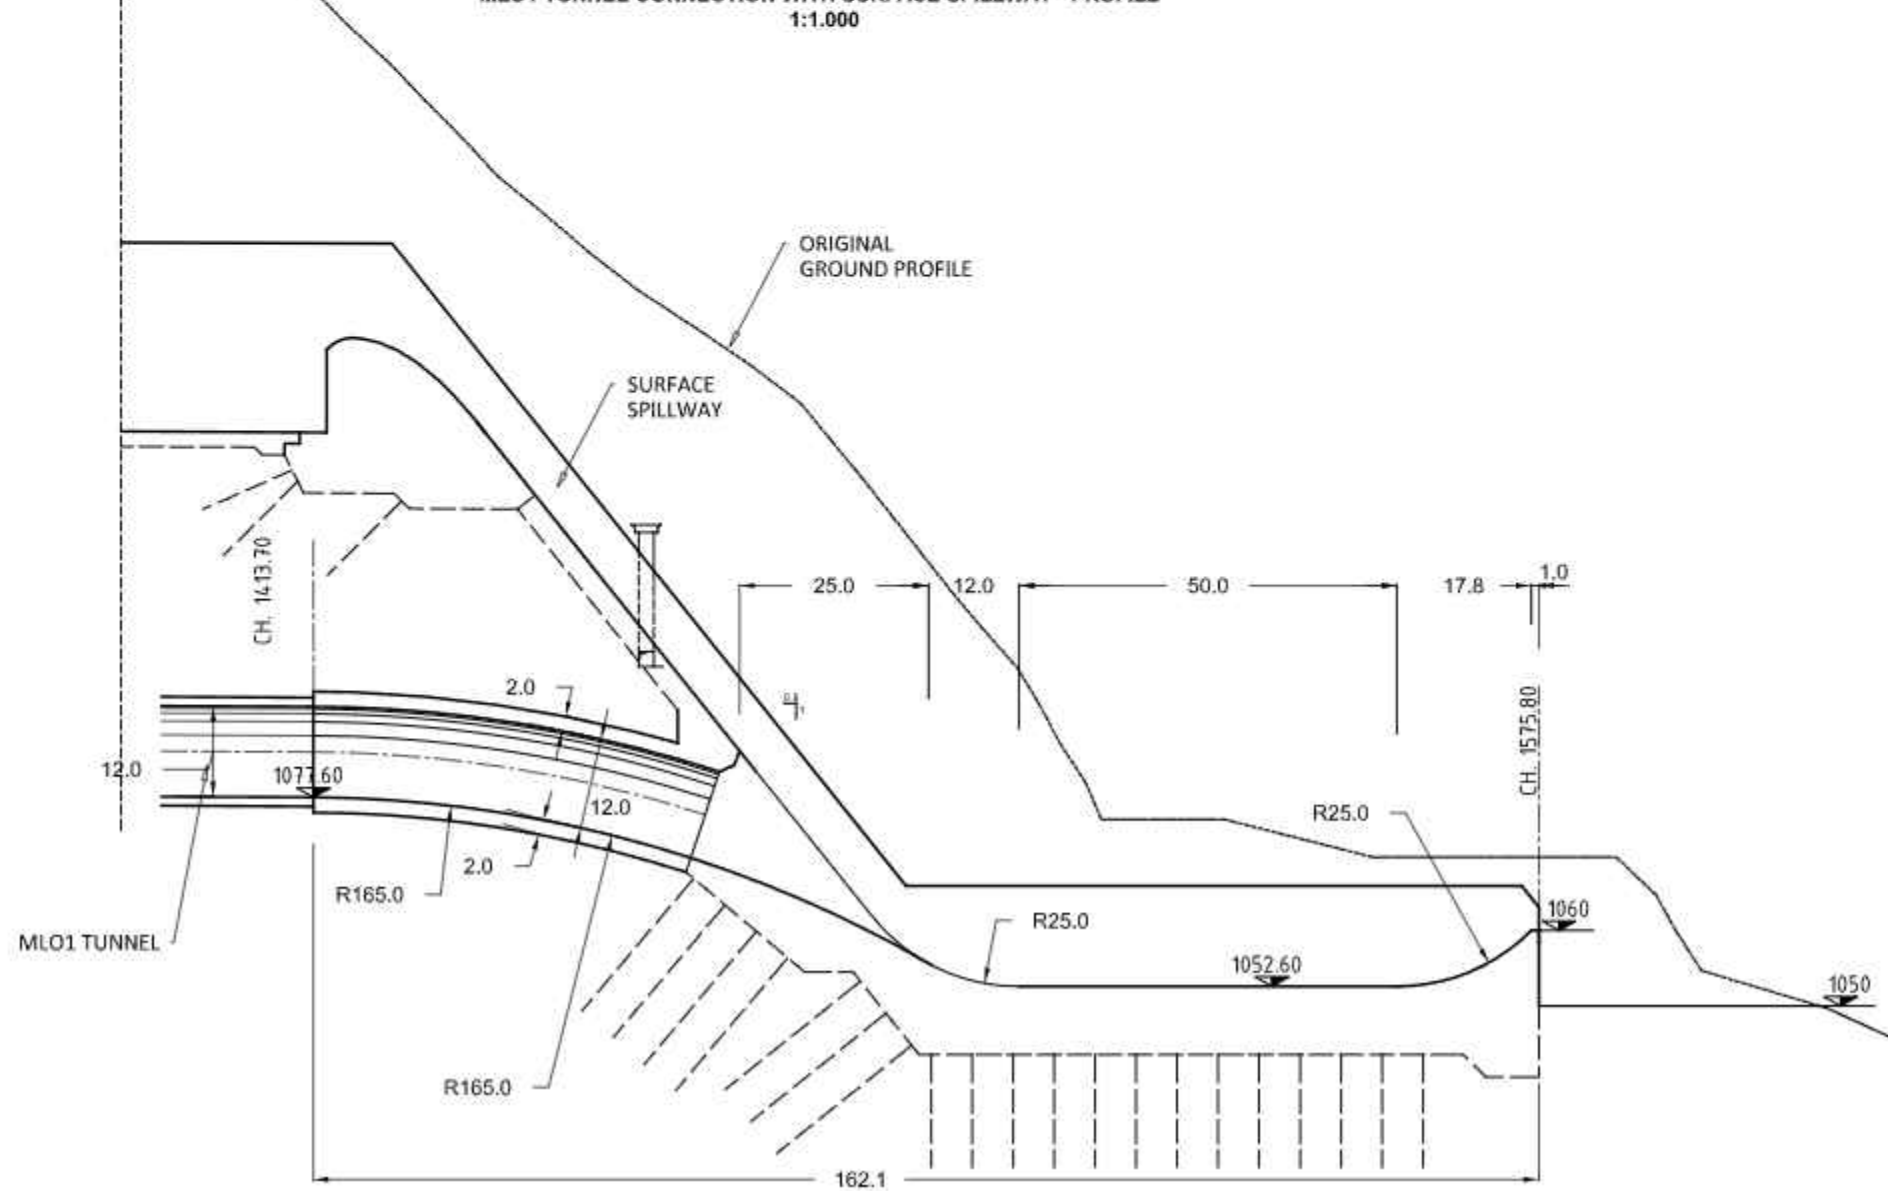 1:1.000
ORIGINAL
GROUND PROFILE
SURFACE
SPILLWAY
CH. 1413.70
25.0
12.0
50.0
17.8
1.0
2.0
CH. 1575.80
12.0
1077.60
12.0
2.0
R165.0
R25.0
MLO1 TUNNEL
R25.0
1060
1052.60
1050
R165.0
162.1